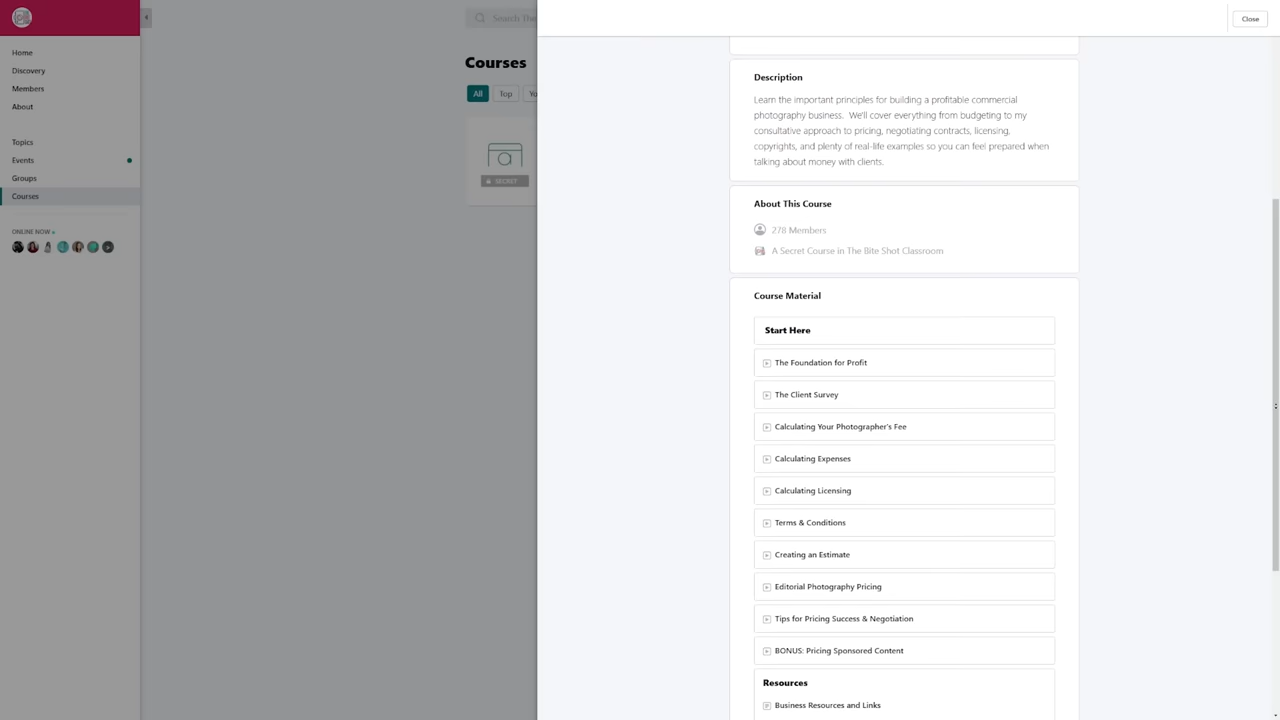 Home
Discovery
Members
About
Topics
Events
Groups
Courses
ONLINE NOW
Courses
All
Top
SECRET
Close
Description
Learn the important principles for building a profitable commercial
photography business. We'll cover everything from budgeting to my
consultative approach to pricing, negotiating contracts, licensing,
copyrights, and plenty of real-life examples so you can feel prepared when
talking about money with clients.
About This Course
278 Members
A Secret Course in The Bite Shot Classroom
Course Material
Start Here
The Foundation for Profit
The Client Survey
Calculating Your Photographer's Fee
Calculating Expenses
Calculating Licensing
Terms & Conditions
Creating an Estimate
Editorial Photography Pricing
Tips for Pricing Success & Negotiation
BONUS: Pricing Sponsored Content
Resources
Business Resources and Links